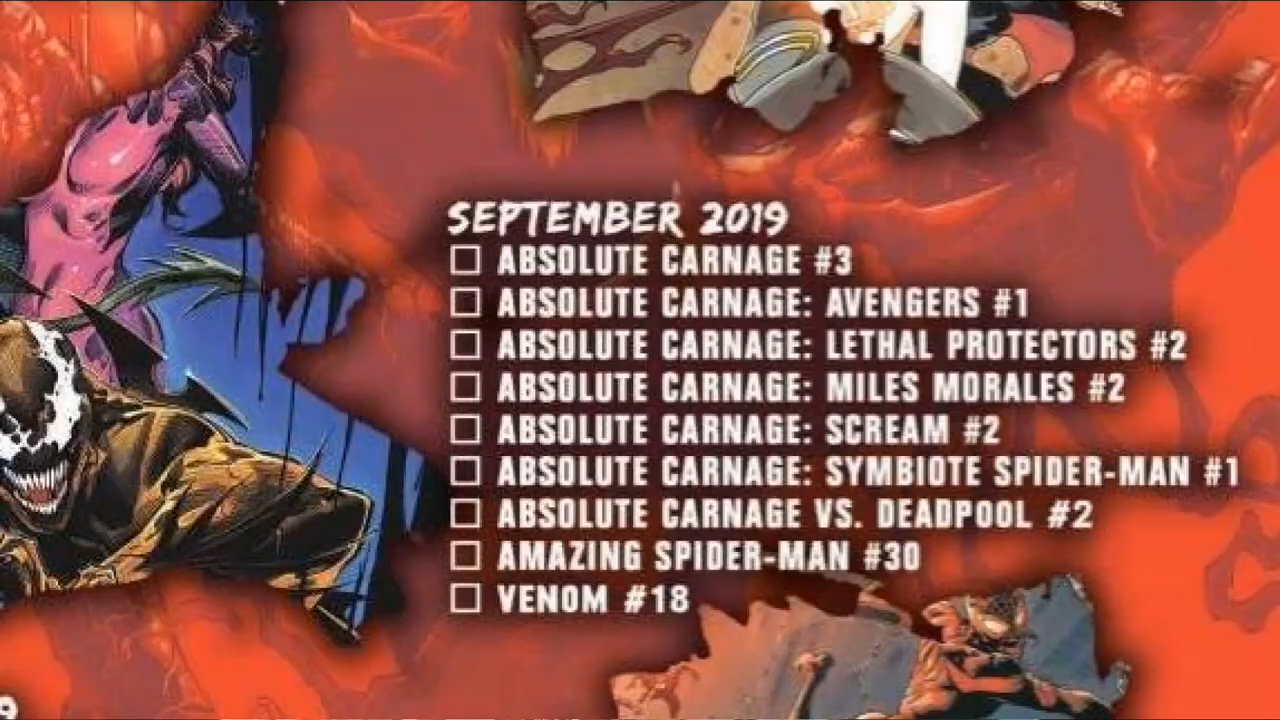 SEPTEMBER 2019
☐ ABSOLUTE CARNAGE #3
☐ ABSOLUTE CARNAGE: AVENGERS #1
☐ ABSOLUTE CARNAGE: LETHAL PROTECTORS #2
☐ ABSOLUTE CARNAGE: MILES MORALES #2
☐ ABSOLUTE CARNAGE: SCREAM #2
☐ ABSOLUTE CARNAGE: SYMBIOTE SPIDER-MAN #1
☐ ABSOLUTE CARNAGE VS. DEADPOOL #2
☐ AMAZING SPIDER-MAN #30
☐ VENOM #18